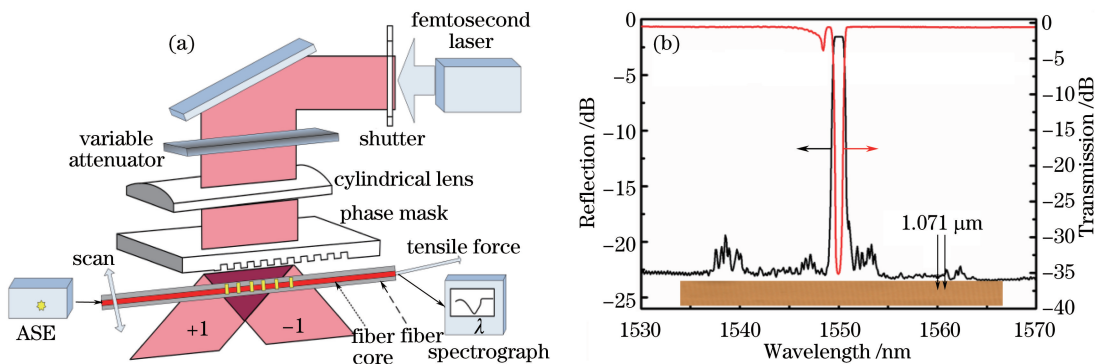 (a)
femtosecond
laser
shutter
variable
attenuator
cylindrical lens
phase mask
tensile force
scan
ASE
+1
−1
fiber
core
fiber
λ
spectrograph
(b)
Reflection /dB
0
−5
−10
−15
−20
−25
Transmission /dB
0
−5
−10
−15
−20
−25
−30
−35
−40
1.071 μm
1530
1540
1550
1560
1570
Wavelength /nm